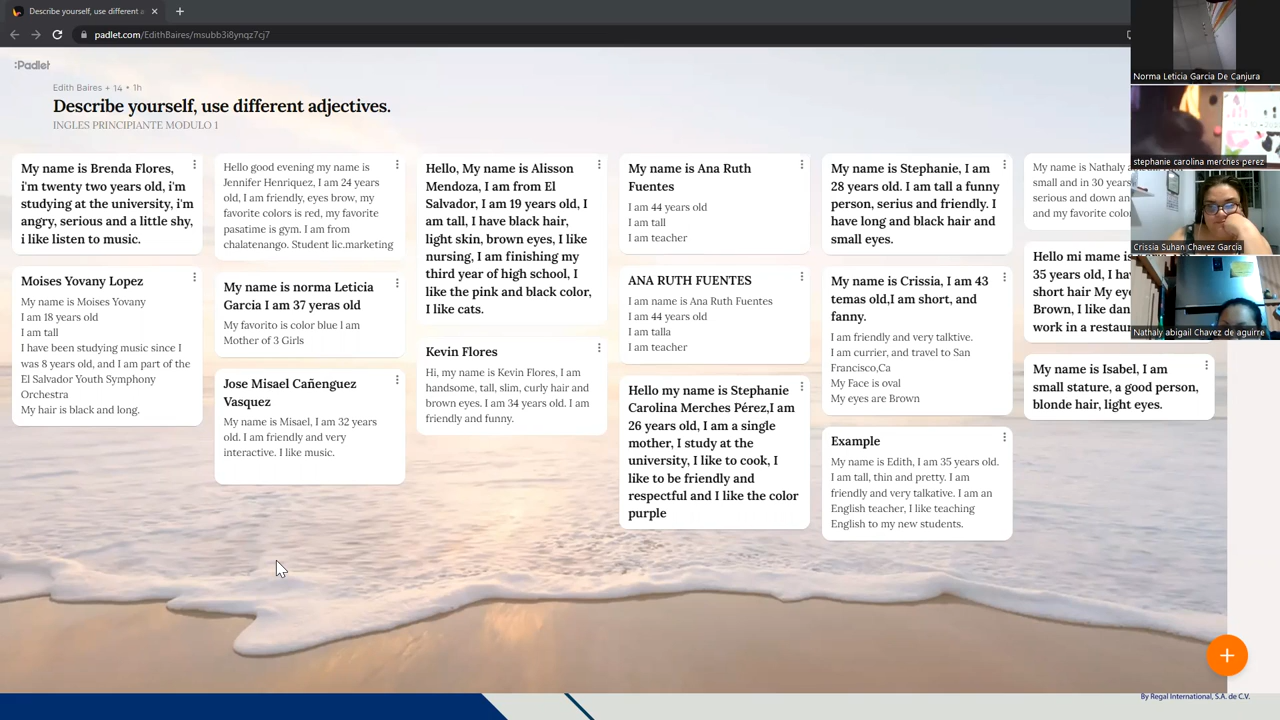 Describe yourself, use different a
padlet.com/EdithBaires/msubb3i8ynqz7cj7
:Padlet
Edith Baires + 14 • 1h
Describe yourself, use different adjectives.
INGLES PRINCIPIANTE MODULO 1
My name is Brenda Flores,
i'm twenty two years old, i'm
studying at the university, i'm
angry, serious and a little shy,
i like listen to music.
Moises Yovany Lopez
My name is Moises Yovany
I am 18 years old
I am tall
I have been studying music since I
was 8 years old, and I am part of the
El Salvador Youth Symphony
Orchestra
My hair is black and long.
Hello good evening my name is
Jennifer Henriquez, I am 24 years
old, I am friendly, eyes brow, my
favorite colors is red, my favorite
pasatime is gym. I am from
chalatenango. Student lic.marketing
My name is norma Leticia
Garcia I am 37 yeras old
My favorito is color blue I am
Mother of 3 Girls
Jose Misael Cañenguez
Vasquez
My name is Misael, I am 32 years
old. I am friendly and very
interactive. I like music.
Hello, My name is Alisson
Mendoza, I am from El
Salvador, I am 19 years old, I
am tall, I have black hair,
light skin, brown eyes, I like
nursing, I am finishing my
third year of high school, I
like the pink and black color,
I like cats.
Kevin Flores
Hi, my name is Kevin Flores, I am
handsome, tall, slim, curly hair and
brown eyes. I am 34 years old. I am
friendly and funny.
My name is Ana Ruth
Fuentes
I am 44 years old
I am tall
I am teacher
ANA RUTH FUENTES
I am name is Ana Ruth Fuentes
I am 44 years old
I am talla
I am teacher
Hello my name is Stephanie
Carolina Merches Pérez,I am
26 years old, I am a single
mother, I study at the
university, I like to cook, I
like to be friendly and
respectful and I like the color
purple
My name is Stephanie, I am
28 years old. I am tall a funny
person, serius and friendly. I
have long and black hair and
small eyes.
My name is Crissia, I am 43
temas old,I am short, and
fanny.
I am friendly and very talktive.
I am currier, and travel to San
Francisco,Ca
My Face is oval
My eyes are Brown
Example
My name is Edith, I am 35 years old.
I am tall, thin and pretty. I am
friendly and very talkative. I am an
English teacher, I like teaching
English to my new students.
My name is Nathaly
small and in 30 years
serious and down an
and my favorite color
Hello mi mame is
35 years old, I ha
short hair My eye
Brown, I like dan
work in a restaur
My name is Isabel, I am
small stature, a good person,
blonde hair, light eyes.
Norma Leticia Garcia De Canjura
stephanie carolina merches perez
Crissia Suhan Chavez García
Nathaly abigail Chavez de aguirre
By Regal International, S.A. de C.V.